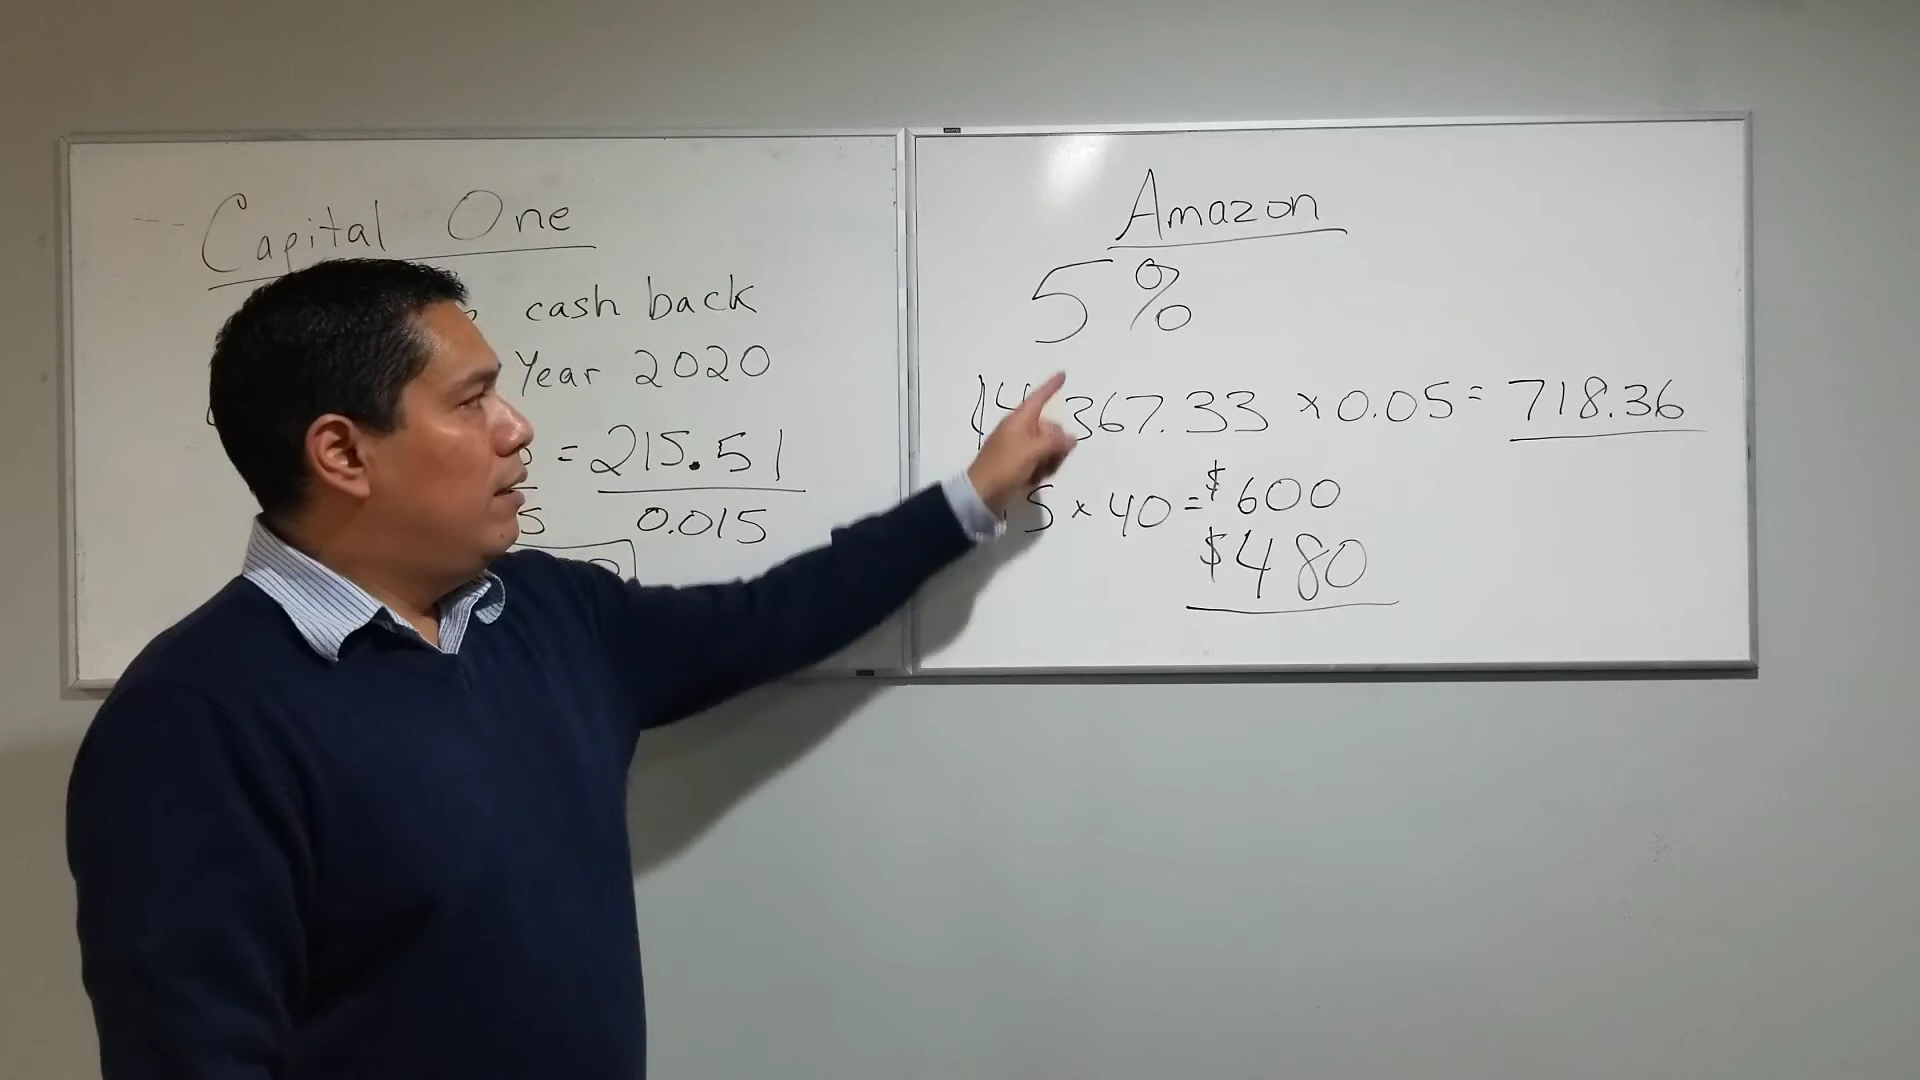 Capital One
cash back
Year 2020
= 215.51
0.015
Amazon
5%
367.33 x 0.05 = 718.36
5 x 40 = $600
$480